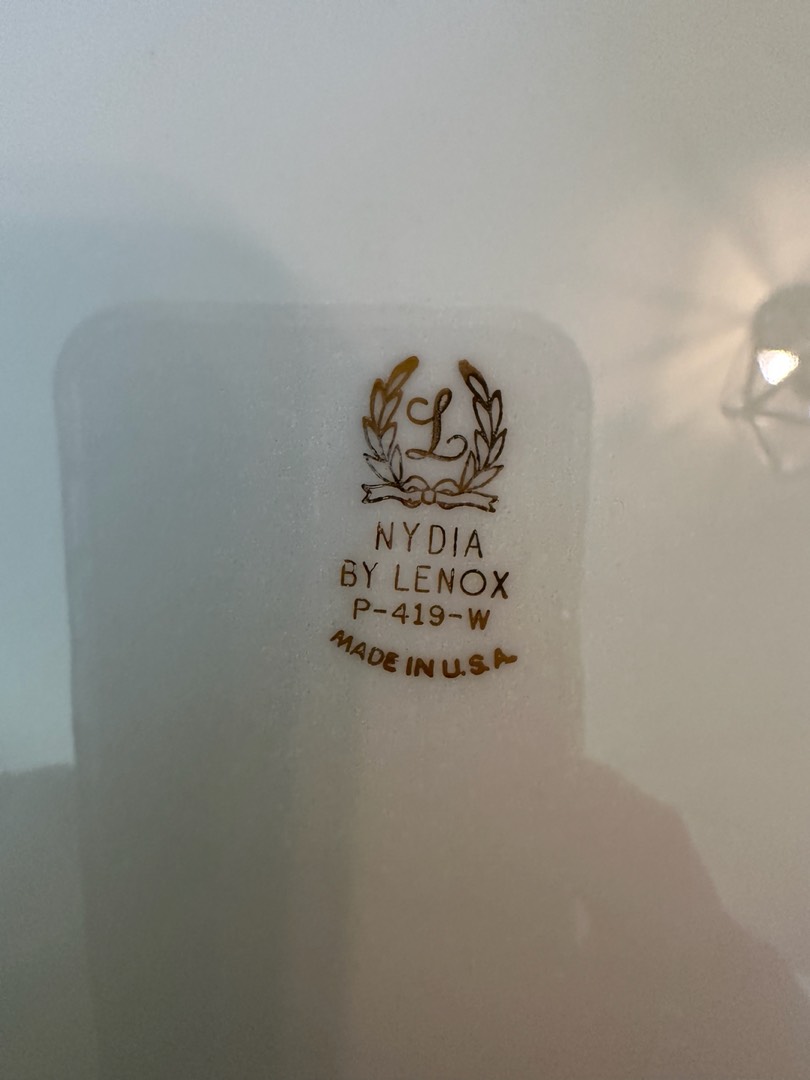 L
NYDIA
BY LENOX
P-419-W
MADE IN U.S.A.